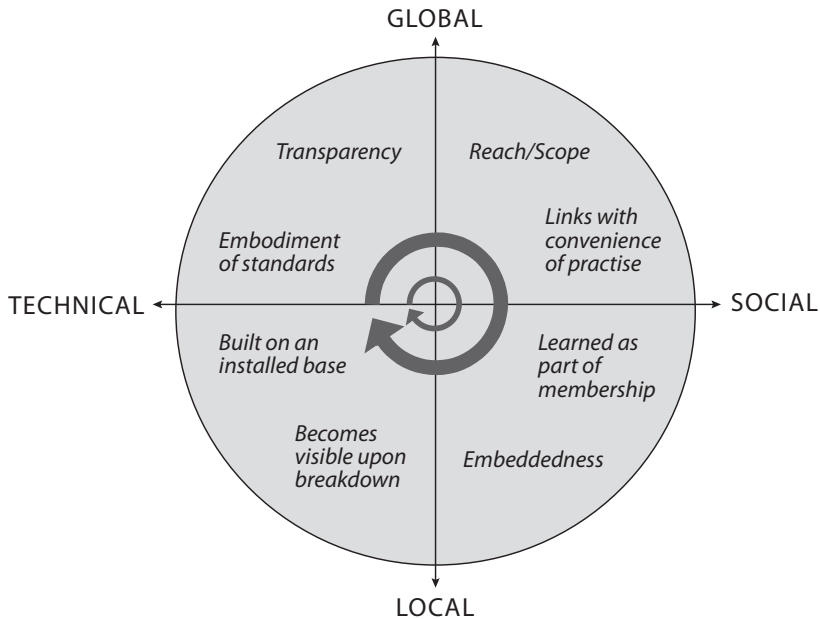 GLOBAL
Transparency
Reach/Scope
Embodiment
of standards
Links with
convenience
of practise
TECHNICAL
SOCIAL
Built on an
installed base
Learned as
part of
membership
Becomes
visible upon
breakdown
Embeddedness
LOCAL